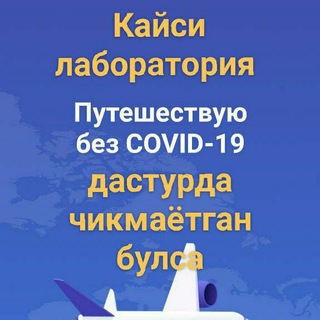 Кайси
лаборатория
Путешествую
без COVID-19
дастурда
чикмаётган
булса